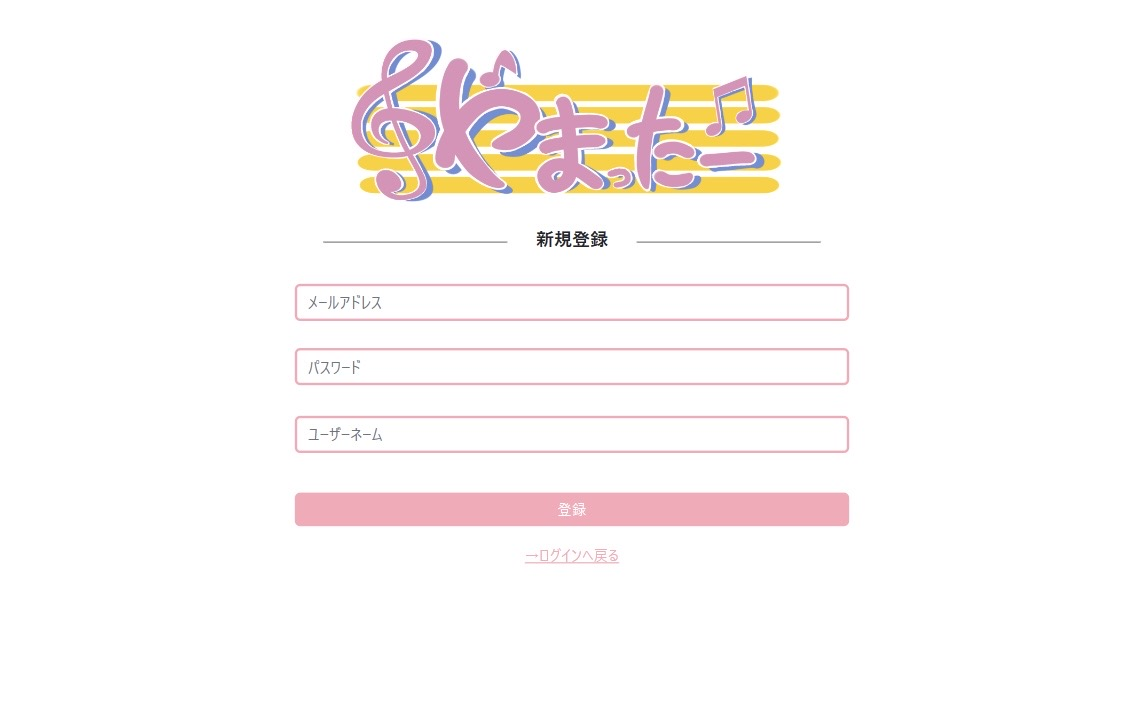 やまったー
新規登録
メールアドレス
パスワード
ユーザーネーム
登録
→ログインへ戻る